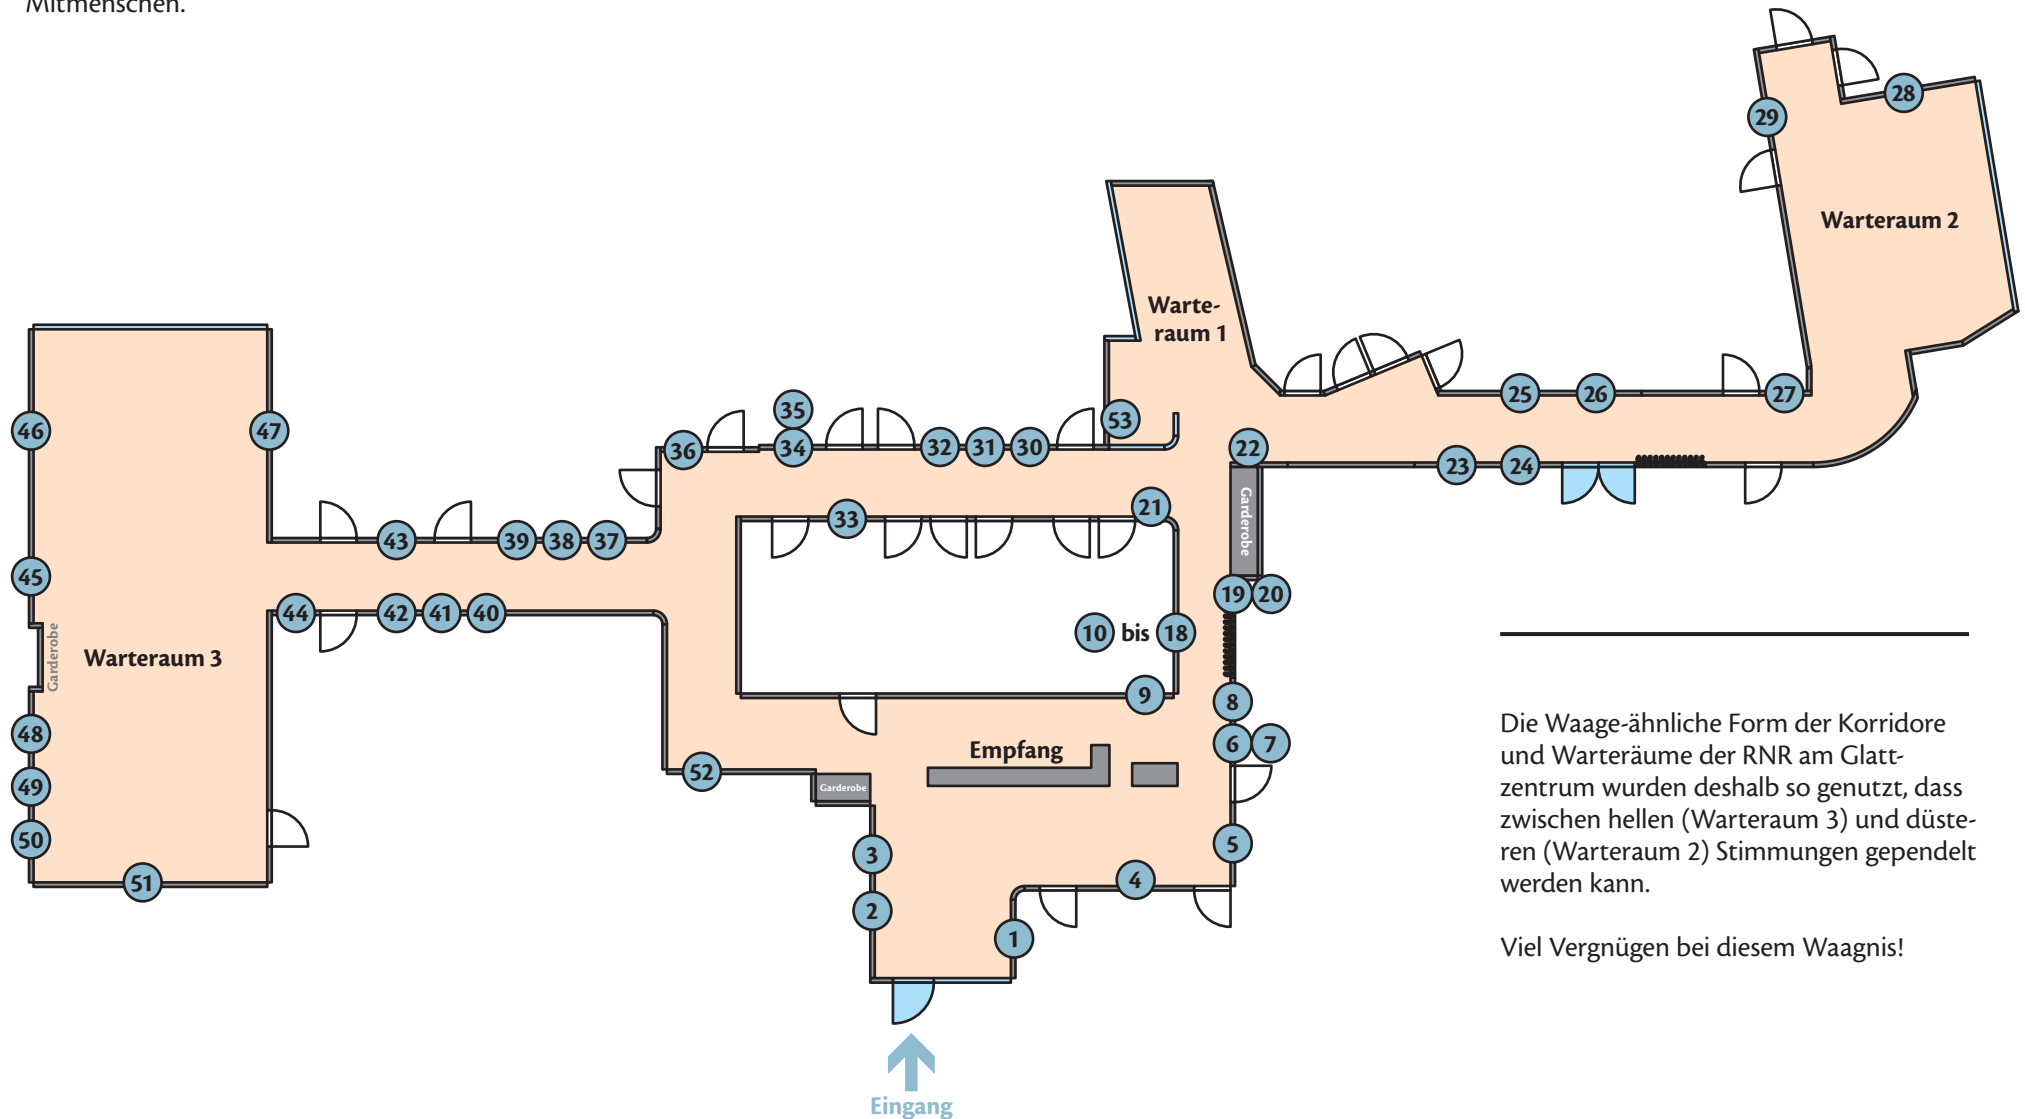 Mitmenschen.
28
29
Warteraum 2
Warte-
raum 1
25
26
27
53
22
23
24
35
34
36
32
31
30
46
47
21
33
Garderobe
43
39
38
37
45
19
20
44
42
41
40
10 bis 18
Garderobe
Warteraum 3
9
8
48
6
7
Empfang
52
49
Garderobe
50
5
3
4
51
2
1
Eingang
Die Waage-ähnliche Form der Korridore
und Warteräume der RNR am Glatt-
zentrum wurden deshalb so genutzt, dass
zwischen hellen (Warteraum 3) und düste-
ren (Warteraum 2) Stimmungen gependelt
werden kann.
Viel Vergnügen bei diesem Waagnis!